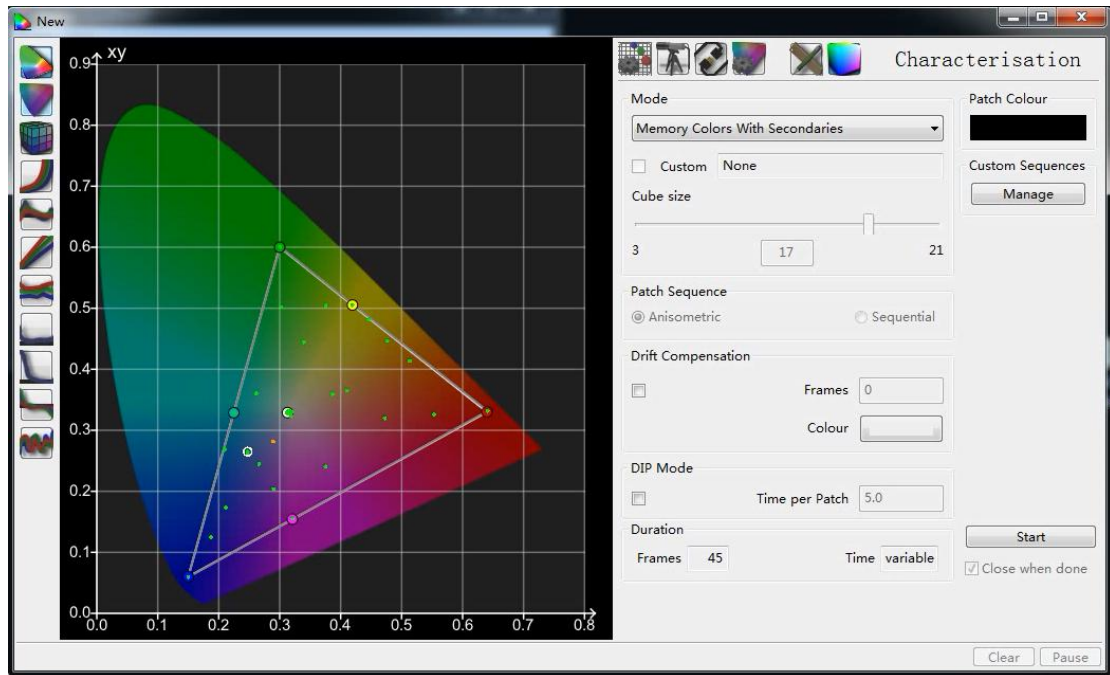 New
xy
0.9
0.8
0.7
0.6
0.5
0.4
0.3
0.2
0.1
0.0
0.0 0.1 0.2 0.3 0.4 0.5 0.6 0.7 0.8
Characterisation
Mode
Memory Colors With Secondaries
Custom None
Cube size
3 17 21
Patch Sequence
Anisometric Sequential
Drift Compensation
Frames 0
Colour
DIP Mode
Time per Patch 5.0
Duration
Frames 45 Time variable
Patch Colour
Custom Sequences
Manage
Start
Close when done
Clear Pause